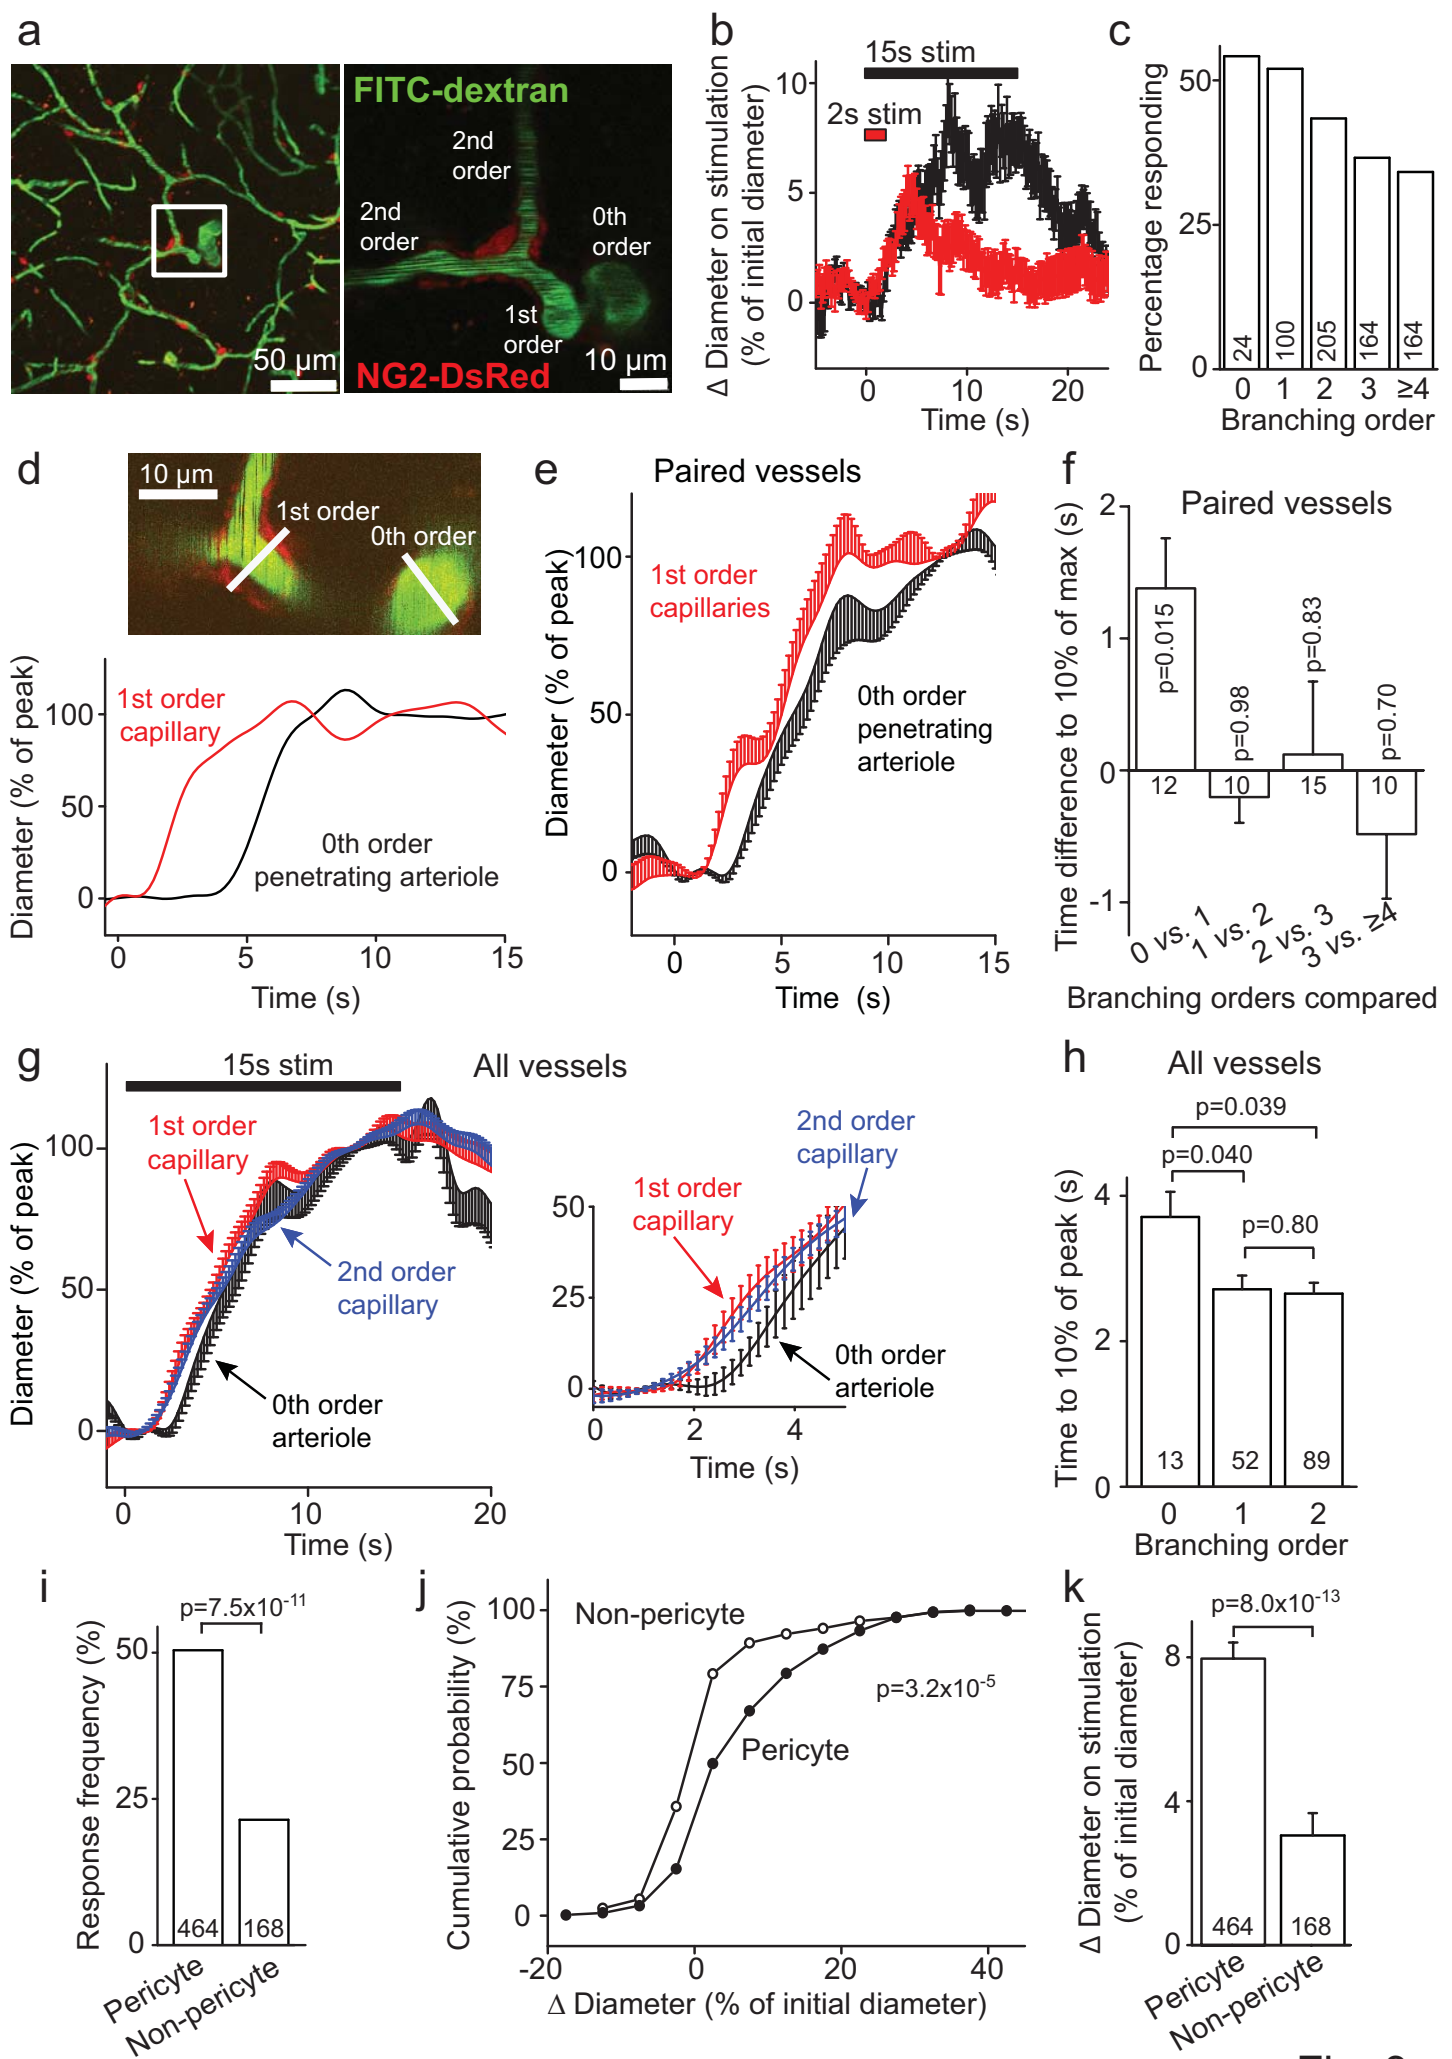 a
FITC-dextran
2nd
order
2nd
order
0th
order
1st
order
50 µm
NG2-DsRed
10 µm
b
15s stim
2s stim
Δ Diameter on stimulation
(% of initial diameter)
10
5
0
0 10 20
Time (s)
c
Percentage responding
50
25
0
24 100 205 164 164
0 1 2 3 ≥4
Branching order
d
10 µm
1st order
0th order
Diameter (% of peak)
100
50
0
1st order
capillary
0th order
penetrating arteriole
0 5 10 15
Time (s)
e
Paired vessels
Diameter (% of peak)
100
50
0
1st order
capillaries
0th order
penetrating
arteriole
0 5 10 15
Time (s)
f
Paired vessels
Time difference to 10% of max (s)
2
1
0
-1
p=0.015
p=0.98
p=0.83
p=0.70
12 10 15 10
0 vs. 1 1 vs. 2 2 vs. 3 3 vs. ≥4
Branching orders compared
g
15s stim
All vessels
Diameter (% of peak)
100
50
0
1st order
capillary
2nd order
capillary
0th order
arteriole
0 10 20
Time (s)
50
25
0
1st order
capillary
2nd order
capillary
0th order
arteriole
0 2 4
Time (s)
h
All vessels
p=0.039
p=0.040
p=0.80
Time to 10% of peak (s)
4
2
0
13 52 89
0 1 2
Branching order
i
p=7.5x10-11
Response frequency (%)
50
25
0
464 168
Pericyte
Non-pericyte
j
Cumulative probability (%)
100
75
50
25
0
Non-pericyte
p=3.2x10-5
Pericyte
-20 0 20 40
Δ Diameter (% of initial diameter)
k
p=8.0x10-13
Δ Diameter on stimulation
(% of initial diameter)
8
4
0
464 168
Pericyte
Non-pericyte